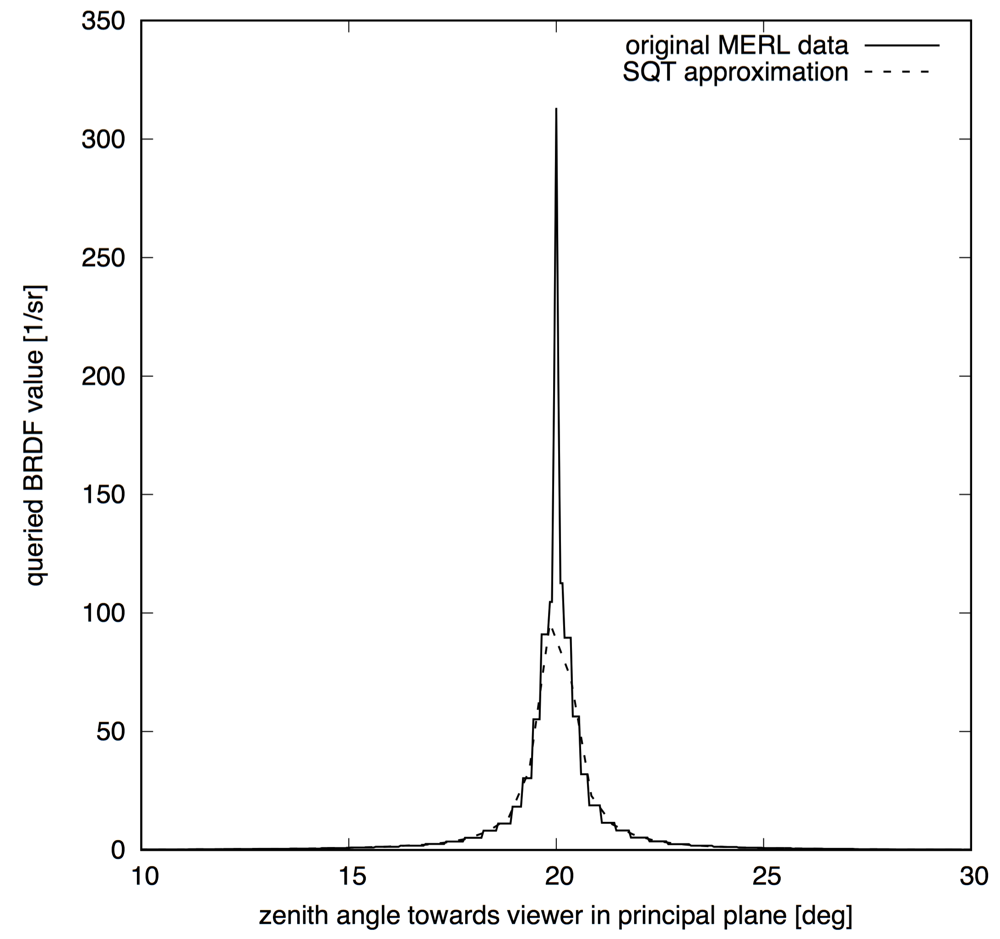 350
original MERL data
SQT approximation
300
250
200
150
100
50
0
queried BRDF value [1/sr]
10 15 20 25 30
zenith angle towards viewer in principal plane [deg]